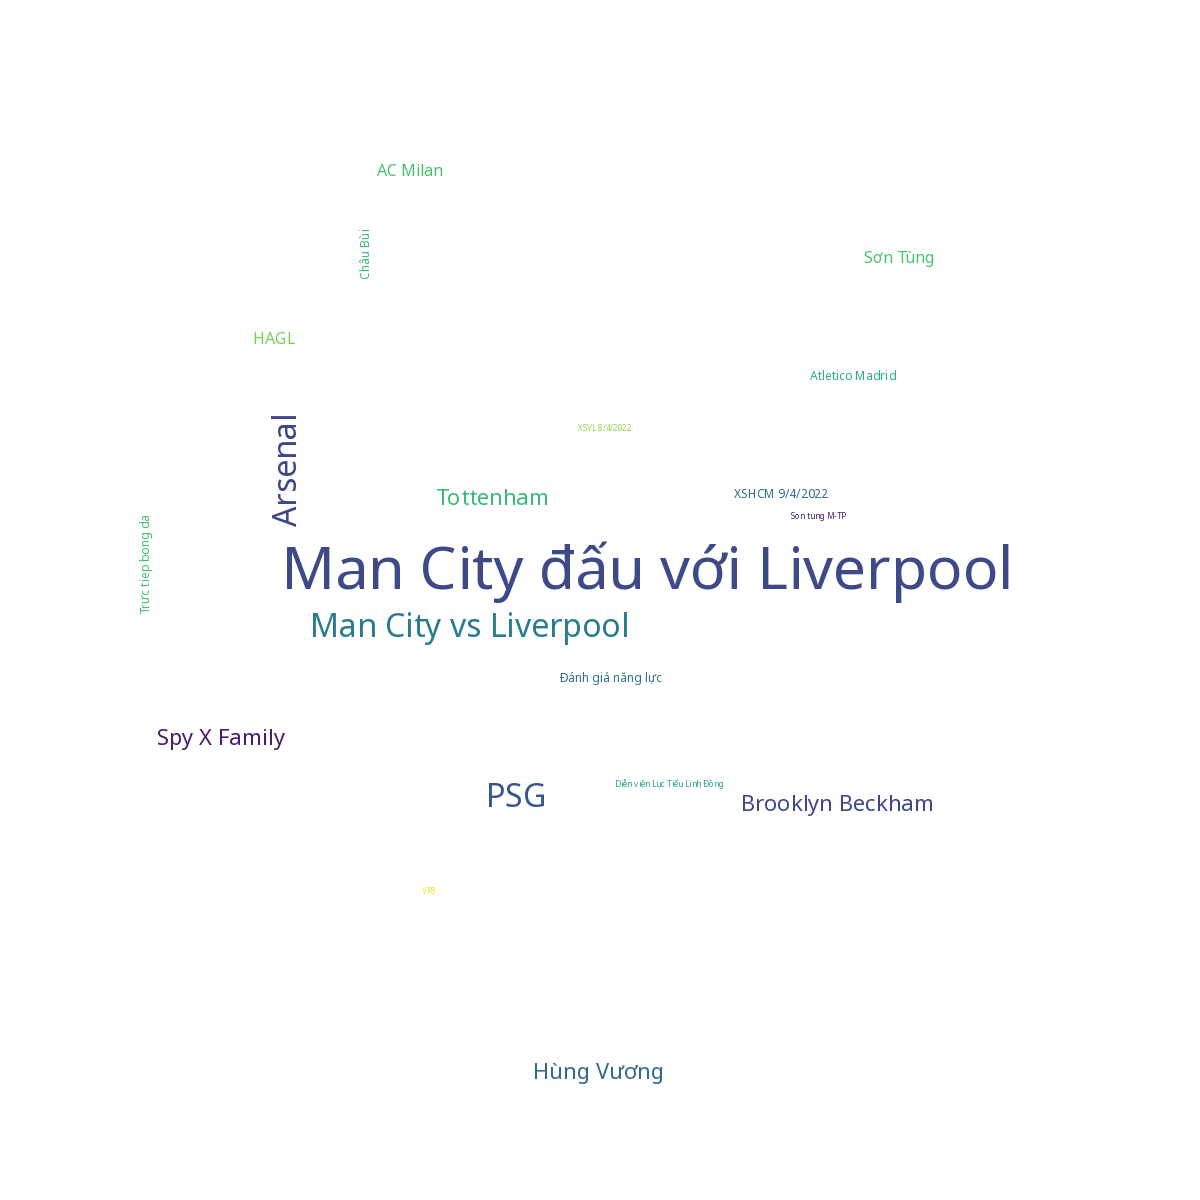 AC Milan
Châu Bùi
Sơn Tùng
HAGL
Atletico Madrid
Arsenal
XSVL 8/4/2022
Tottenham
XSHCM 9/4/2022
Son tung M-TP
Trưc tiep bong da
Man City đấu với Liverpool
Man City vs Liverpool
Đánh giá năng lực
Spy X Family
PSG
Diễn viên Lục Tiểu Linh Đồng
Brooklyn Beckham
VF8
Hùng Vương